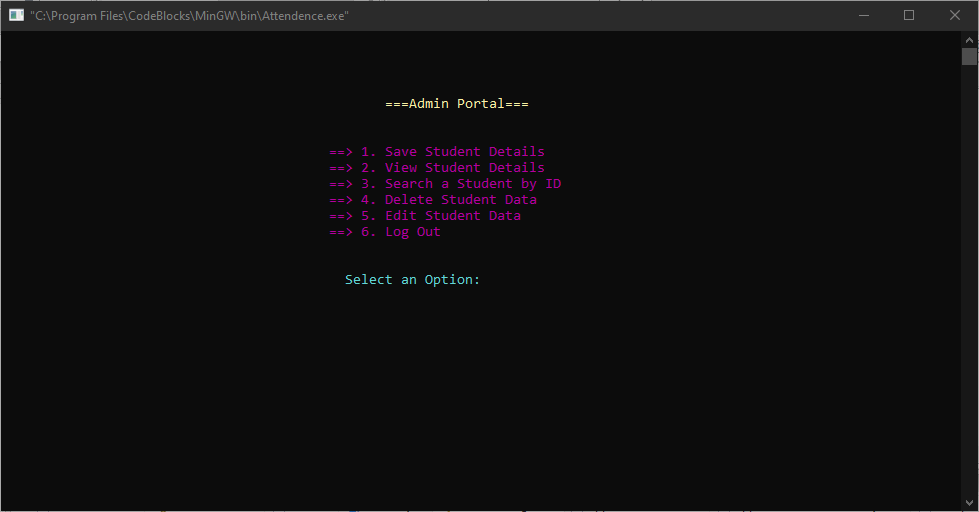 "C:\Program Files\CodeBlocks\MinGW\bin\Attendence.exe"
===Admin Portal===
==> 1. Save Student Details
==> 2. View Student Details
==> 3. Search a Student by ID
==> 4. Delete Student Data
==> 5. Edit Student Data
==> 6. Log Out
Select an Option: